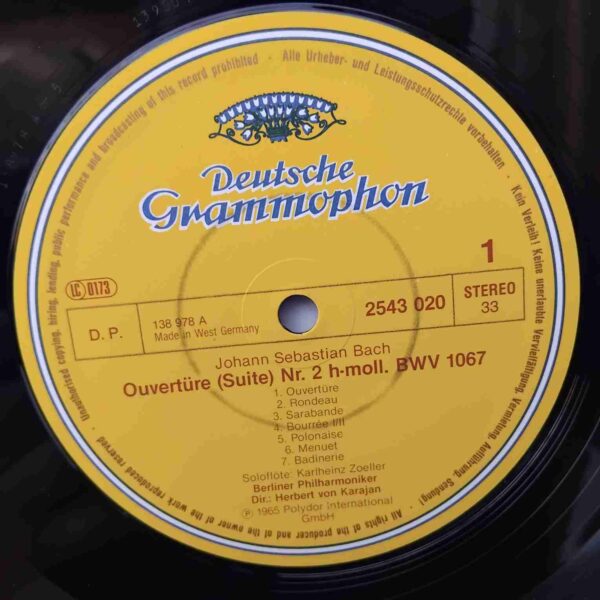 Deutsche
Grammophon
1
LC 0173
D. P.
138 978 A
Made in West Germany
2543 020
STEREO
33
Johann Sebastian Bach
Ouvertüre (Suite) Nr. 2 h-moll. BWV 1067
1. Ouvertüre
2. Rondeau
3. Sarabande
4. Bourrée I/II
5. Polonaise
6. Menuet
7. Badinerie
Soloflöte: Karlheinz Zoeller
Berliner Philharmoniker
Dir.: Herbert von Karajan
Ⓟ 1965 Polydor International
GmbH
Alle Urheber- und Leistungsschutzrechte vorbehalten. Kein Verleih! Keine unerlaubte Vervielfältigung, Vermietung, Aufführung, Sendung!
All rights of the producer and of the owner of the work reproduced reserved · Unauthorised copying, hiring, lending, public performance and broadcasting of this record prohibited ·